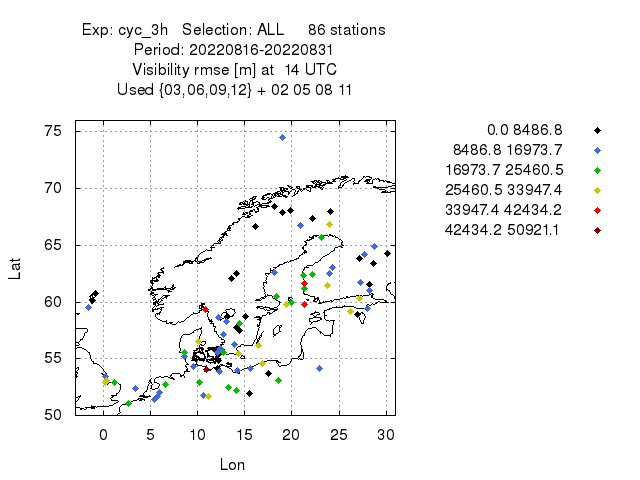 Exp: cyc_3h   Selection: ALL     86 stations
Period: 20220816-20220831
Visibility rmse [m] at  14 UTC
Used {03,06,09,12} + 02 05 08 11
0.0 8486.8
8486.8 16973.7
16973.7 25460.5
25460.5 33947.4
33947.4 42434.2
42434.2 50921.1
75
70
65
60
55
50
Lat
0 5 10 15 20 25 30
Lon